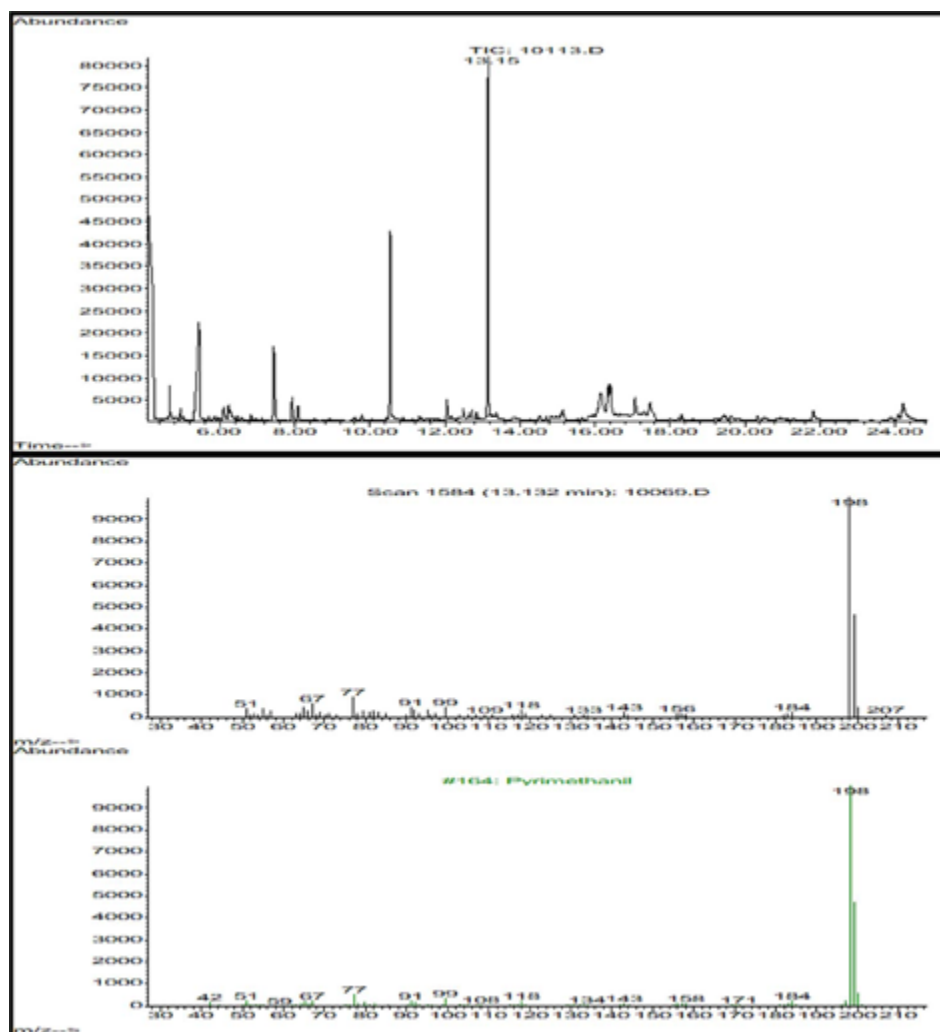 Abundance
TIC: 10113.D
13.15
80000
75000
70000
65000
60000
55000
50000
45000
40000
35000
30000
25000
20000
15000
10000
5000
6.00 8.00 10.00 12.00 14.00 16.00 18.00 20.00 22.00 24.00
Time-->
Abundance
Scan 1584 (13.132 min): 10069.D
198
9000
8000
7000
6000
5000
4000
3000
2000
1000
51 67 77 91 99 109 118 133 143 156 184 207
0
30 40 50 60 70 80 90 100 110 120 130 140 150 160 170 180 190 200 210
m/z-->
Abundance
#164: Pyrimethanil
198
9000
8000
7000
6000
5000
4000
3000
2000
1000
42 51 59 67 77 91 99 108 118 134 143 158 171 184
0
30 40 50 60 70 80 90 100 110 120 130 140 150 160 170 180 190 200 210
m/z-->